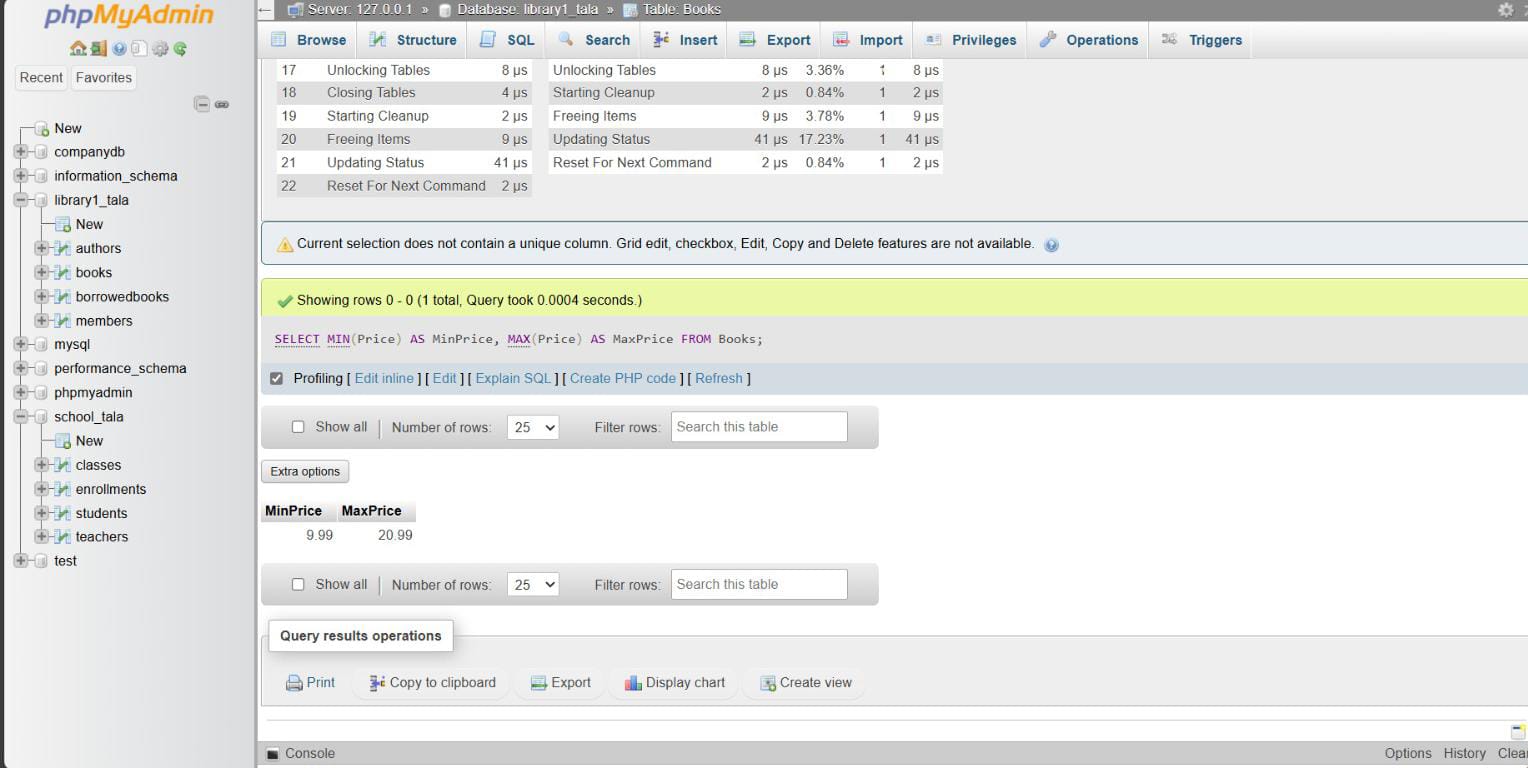 phpMyAdmin
Recent Favorites
New
companydb
information_schema
library1_tala
New
authors
books
borrowedbooks
members
mysql
performance_schema
phpmyadmin
school_tala
New
classes
enrollments
students
teachers
test
Server: 127.0.0.1 » Database: library1_tala » Table: Books
Browse Structure SQL Search Insert Export Import Privileges Operations Triggers
17 Unlocking Tables 8 µs Unlocking Tables 8 µs 3.36% 1 8 µs
18 Closing Tables 4 µs Starting Cleanup 2 µs 0.84% 1 2 µs
19 Starting Cleanup 2 µs Freeing Items 9 µs 3.78% 1 9 µs
20 Freeing Items 9 µs Updating Status 41 µs 17.23% 1 41 µs
21 Updating Status 41 µs Reset For Next Command 2 µs 0.84% 1 2 µs
22 Reset For Next Command 2 µs
Current selection does not contain a unique column. Grid edit, checkbox, Edit, Copy and Delete features are not available.
Showing rows 0 - 0 (1 total, Query took 0.0004 seconds.)
SELECT MIN(Price) AS MinPrice, MAX(Price) AS MaxPrice FROM Books;
Profiling [ Edit inline ] [ Edit ] [ Explain SQL ] [ Create PHP code ] [ Refresh ]
Show all | Number of rows: 25 Filter rows: Search this table
Extra options
MinPrice MaxPrice
9.99 20.99
Show all | Number of rows: 25 Filter rows: Search this table
Query results operations
Print Copy to clipboard Export Display chart Create view
Console Options History Clea